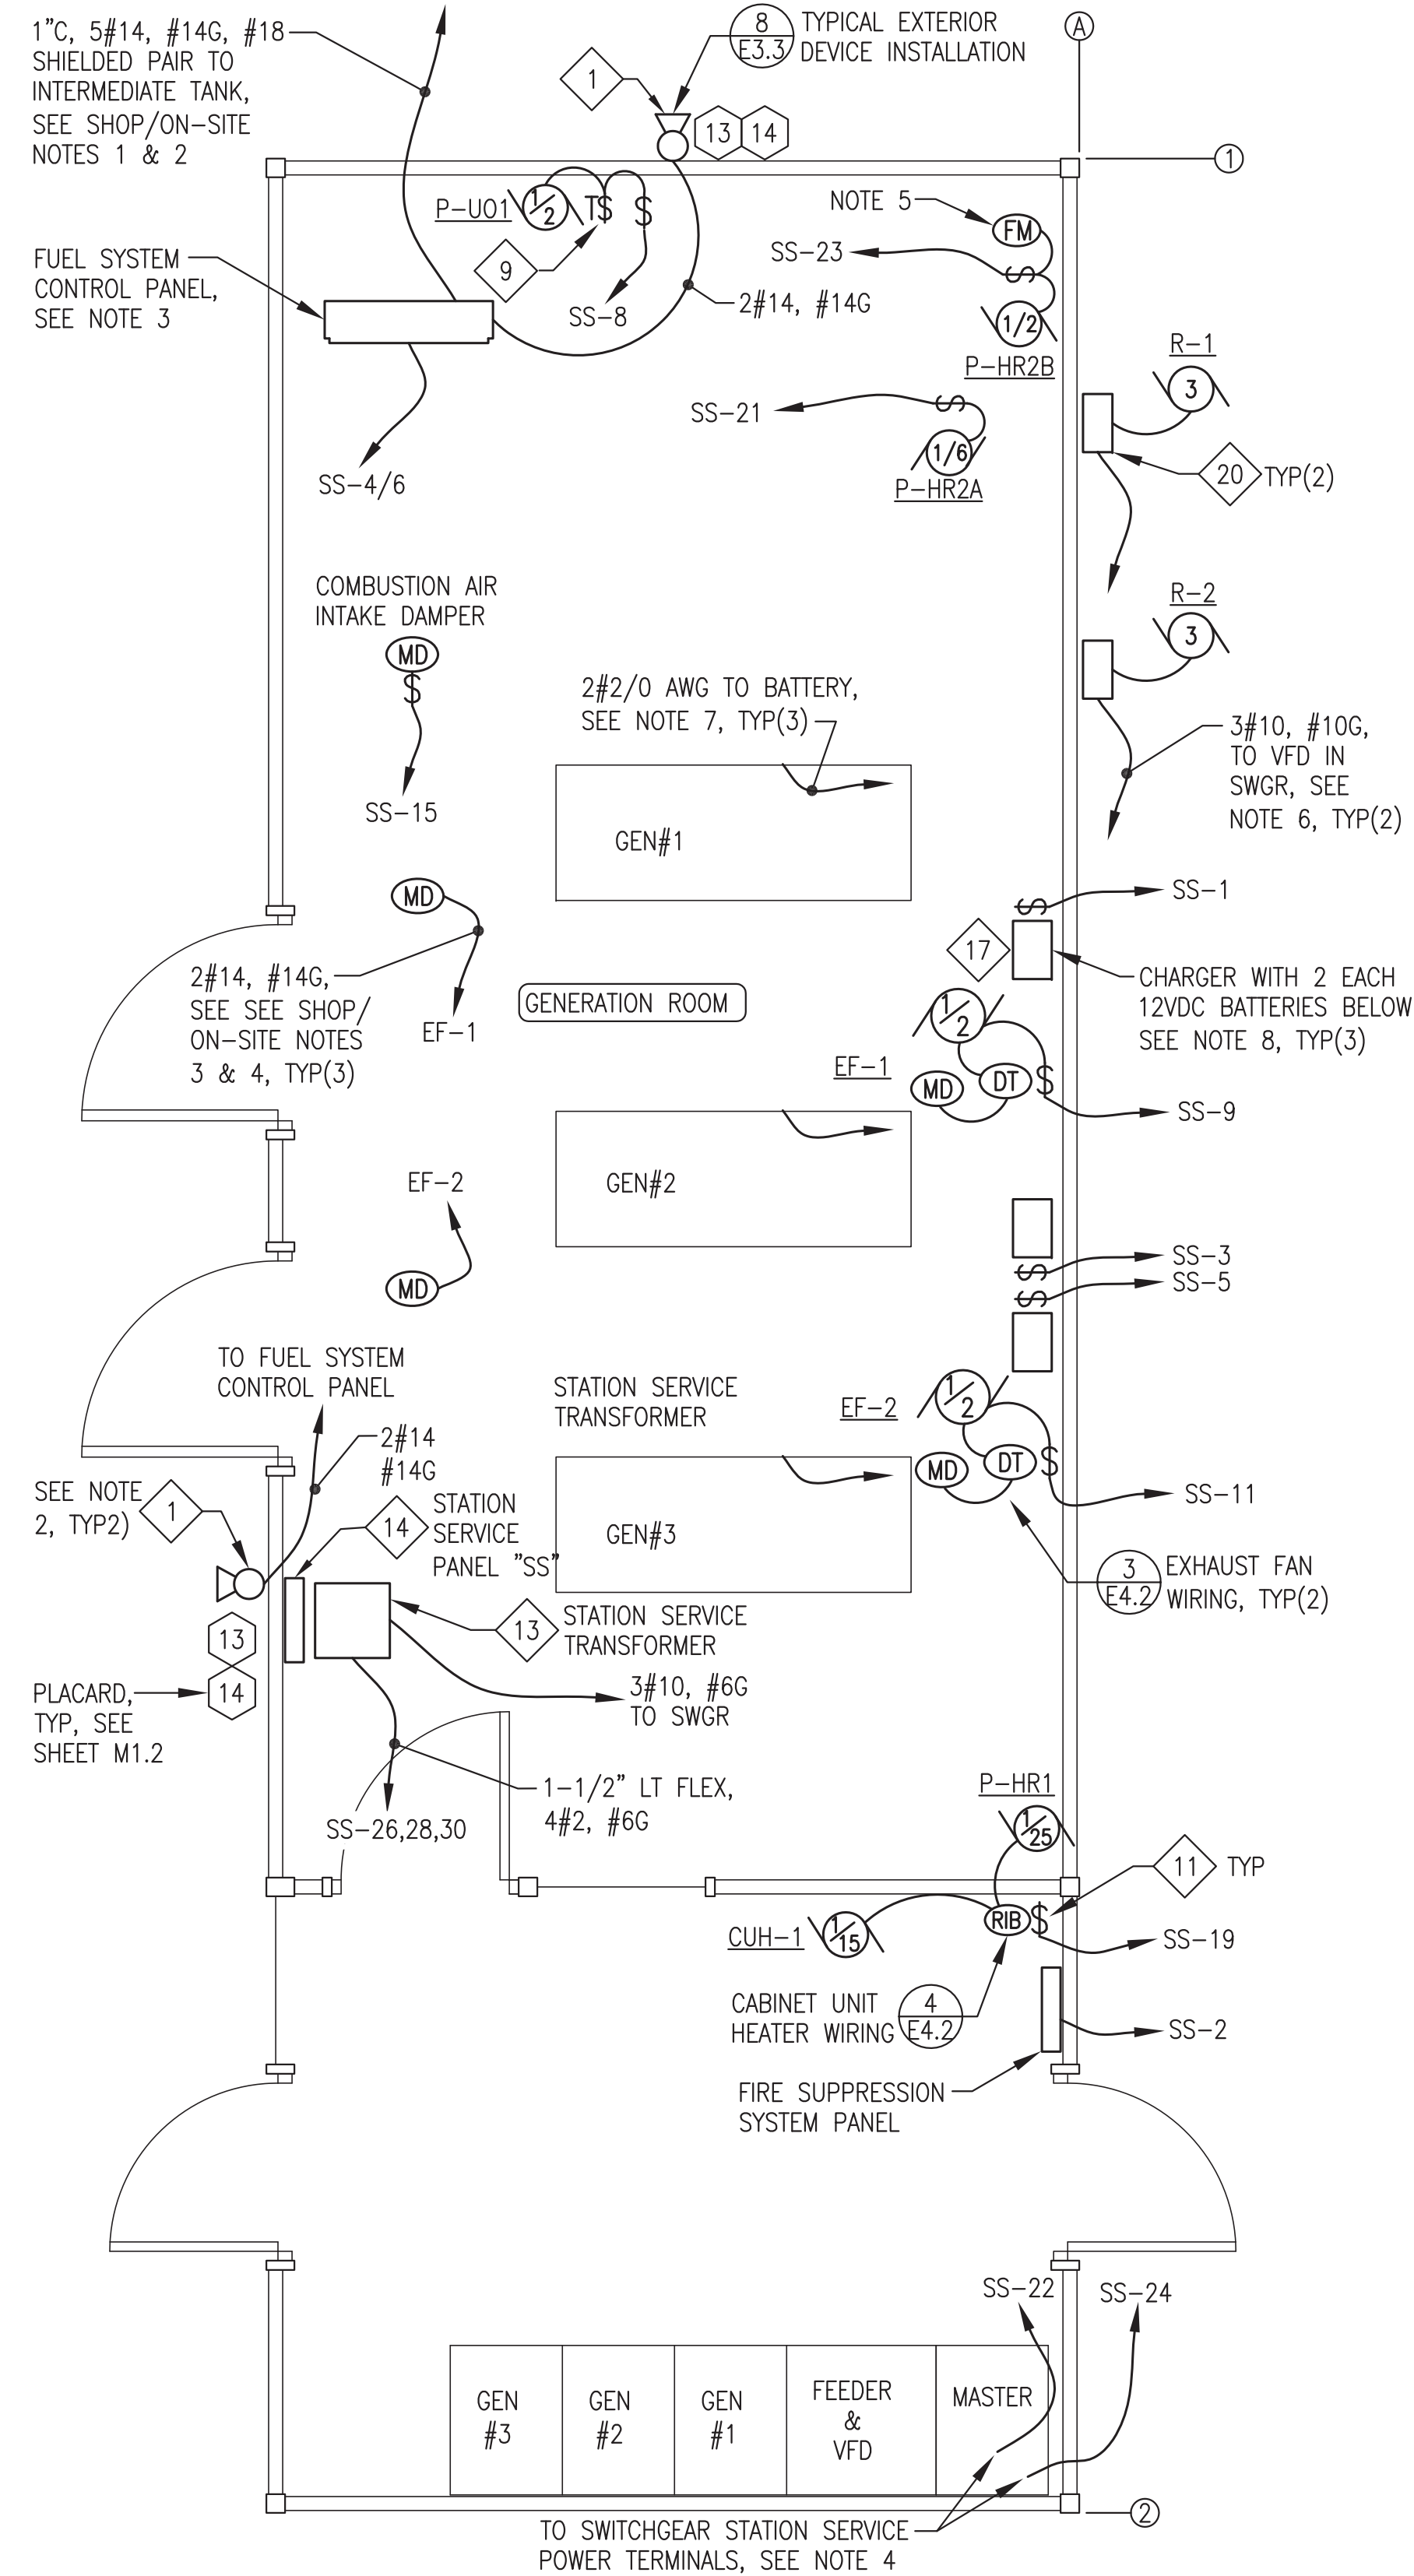 1"C, 5#14, #14G, #18
SHIELDED PAIR TO
INTERMEDIATE TANK,
SEE SHOP/ON-SITE
NOTES 1 & 2
8
E3.3
TYPICAL EXTERIOR
DEVICE INSTALLATION
A
1
13
14
1
P-UO1
1/2
T$
$
9
SS-8
2#14, #14G
NOTE 5
FM
SS-23
$
1/2
P-HR2B
FUEL SYSTEM
CONTROL PANEL,
SEE NOTE 3
SS-4/6
SS-21
$
1/6
P-HR2A
R-1
3
20
TYP(2)
COMBUSTION AIR
INTAKE DAMPER
MD
$
SS-15
R-2
3
2#2/0 AWG TO BATTERY,
SEE NOTE 7, TYP(3)
3#10, #10G,
TO VFD IN
SWGR, SEE
NOTE 6, TYP(2)
GEN#1
MD
2#14, #14G,
SEE SEE SHOP/
ON-SITE NOTES
3 & 4, TYP(3)
EF-1
GENERATION ROOM
SS-1
$
17
CHARGER WITH 2 EACH
12VDC BATTERIES BELOW
SEE NOTE 8, TYP(3)
1/2
EF-1
MD
DT
$
SS-9
EF-2
MD
GEN#2
SS-3
$
SS-5
$
TO FUEL SYSTEM
CONTROL PANEL
2#14
#14G
STATION SERVICE
TRANSFORMER
EF-2
1/2
MD
DT
$
SS-11
SEE NOTE
2, TYP2)
1
14
STATION
SERVICE
PANEL "SS"
GEN#3
3
E4.2
EXHAUST FAN
WIRING, TYP(2)
13
14
13
STATION SERVICE
TRANSFORMER
PLACARD,
TYP, SEE
SHEET M1.2
3#10, #6G
TO SWGR
1-1/2" LT FLEX,
4#2, #6G
SS-26,28,30
P-HR1
1/25
11
TYP
CUH-1
1/15
RIB
$
SS-19
CABINET UNIT
HEATER WIRING
4
E4.2
SS-2
FIRE SUPPRESSION
SYSTEM PANEL
SS-22
SS-24
GEN
#3
GEN
#2
GEN
#1
FEEDER
&
VFD
MASTER
2
TO SWITCHGEAR STATION SERVICE
POWER TERMINALS, SEE NOTE 4